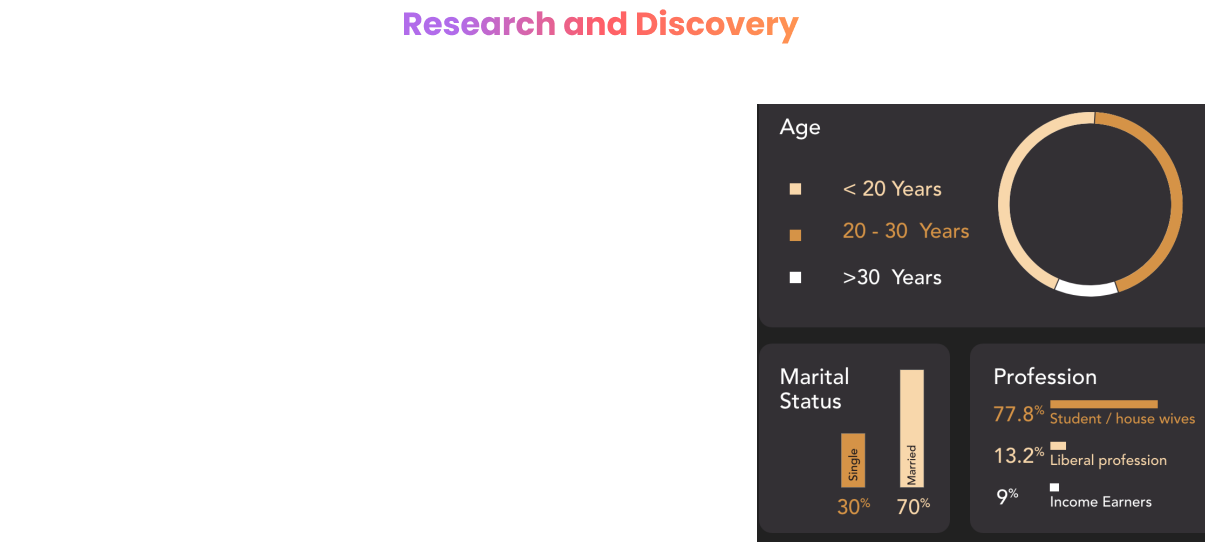 Research and Discovery
Age
< 20 Years
20 - 30 Years
>30 Years
Marital
Status
Single
Married
30%
70%
Profession
77.8%
Student / house wives
13.2%
Liberal profession
9%
Income Earners